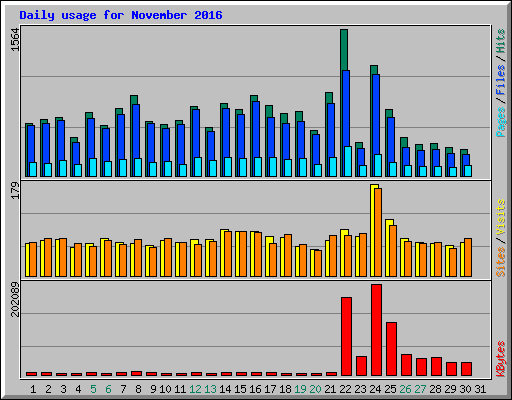 Daily usage for November 2016
1564
Pages / Files / Hits
179
Sites / Visits
202089
KBytes
1 2 3 4 5 6 7 8 9 10 11 12 13 14 15 16 17 18 19 20 21 22 23 24 25 26 27 28 29 30 31